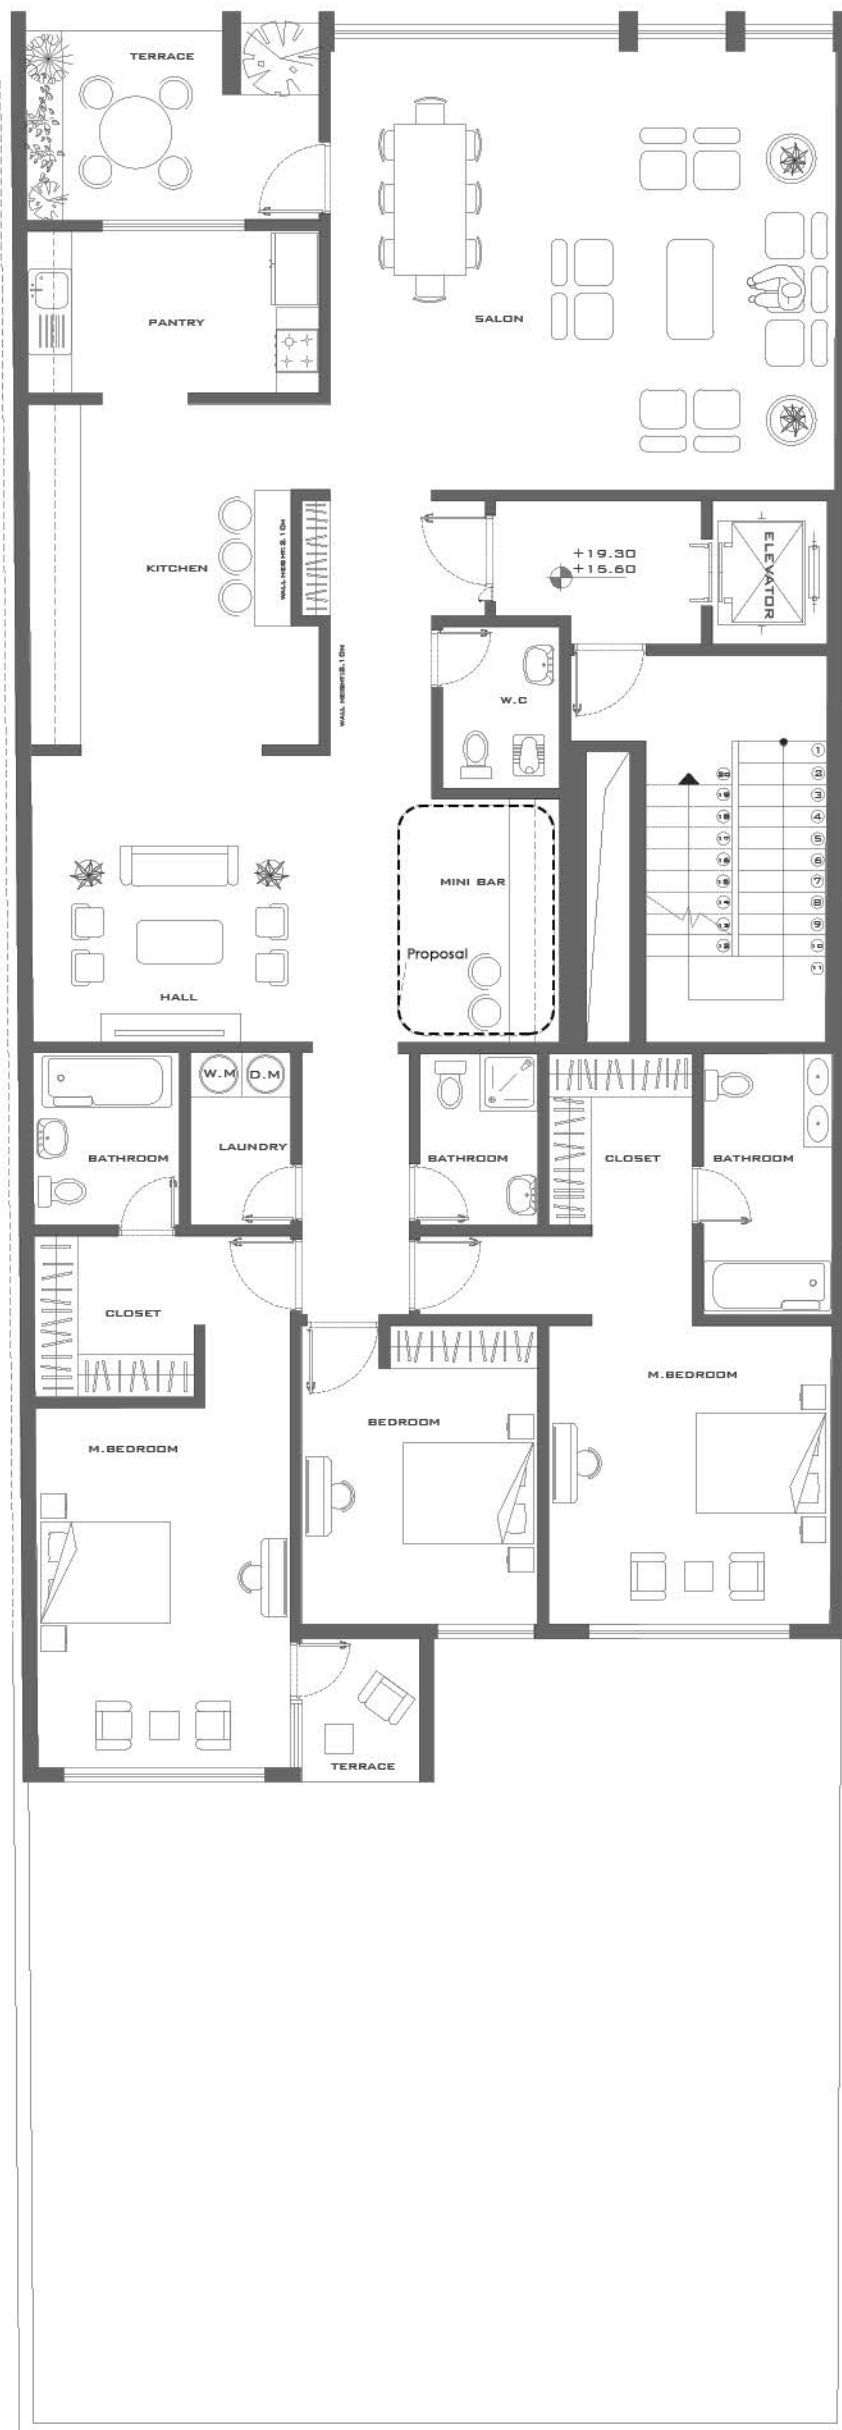 TERRACE
PANTRY
SALON
KITCHEN
WALL HEIGHT:2.10M
+19.30
+15.60
ELEVATOR
WALL HEIGHT:2.10M
W.C
1
2
3
4
5
6
7
8
9
10
11
20
19
18
17
16
15
14
13
12
MINI BAR
Proposal
HALL
W.M
D.M
BATHROOM
LAUNDRY
BATHROOM
CLOSET
BATHROOM
CLOSET
M.BEDROOM
BEDROOM
M.BEDROOM
TERRACE